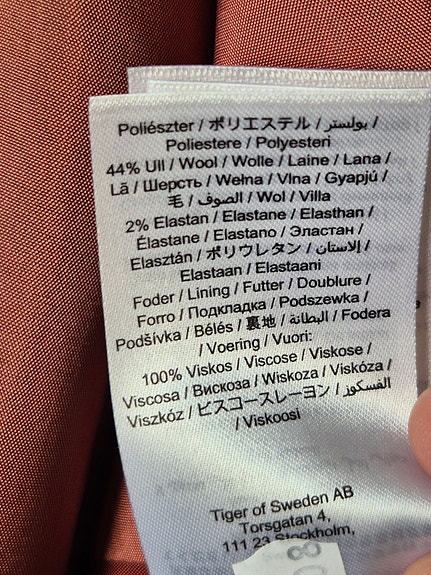 Poliészter / ポリエステル / بوليستر /
Poliestere / Polyesteri
44% Ull / Wool / Wolle / Laine / Lana /
Lã / Шерсть / Wełna / Vlna / Gyapjú /
毛 / الصوف / Wol / Villa
2% Elastan / Elastane / Elasthan /
Élastane / Elastano / Эластан /
Elasztán / ポリウレタン / إلاستان /
Elastaan / Elastaani
Foder / Lining / Futter / Doublure /
Forro / Подкладка / Podszewka /
Podšívka / Bélés / 裏地 / البطانة / Fodera
/ Voering / Vuori:
100% Viskos / Viscose / Viskose /
Viscosa / Вискоза / Wiskoza / Viskóza /
Viszkóz / ビスコースレーヨン / الفسكوز
/ Viskoosi
Tiger of Sweden AB
Torsgatan 4,
111 23 Stockholm,
8